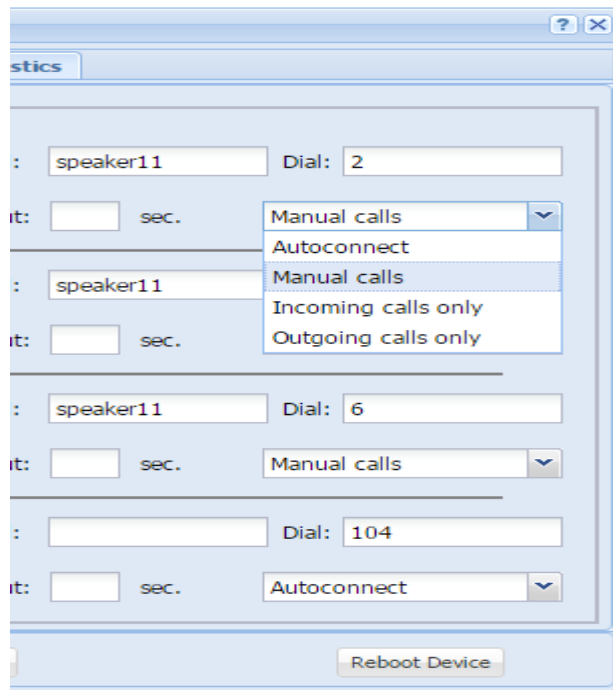 ? X
stics
: speaker11 Dial: 2
ut: sec. Manual calls
Autoconnect
: speaker11 Manual calls
Incoming calls only
ut: sec. Outgoing calls only
: speaker11 Dial: 6
ut: sec. Manual calls
: Dial: 104
ut: sec. Autoconnect
Reboot Device